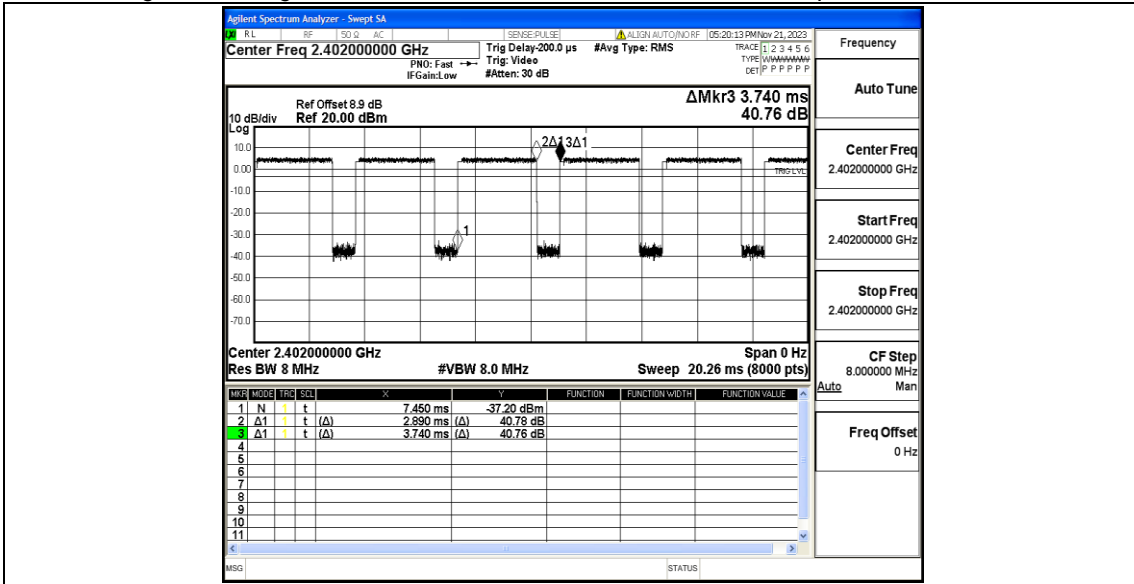 Agilent Spectrum Analyzer - Swept SA
RL RF 50 Ω AC SENSE:PULSE ALIGN AUTO/NO RF 05:20:13 PM Nov 21, 2023
Center Freq 2.402000000 GHz
PNO: Fast
IFGain:Low
Trig Delay-200.0 µs
Trig: Video
#Atten: 30 dB
#Avg Type: RMS
TRACE 1 2 3 4 5 6
TYPE
DET P P P P P P
ΔMkr3 3.740 ms
40.76 dB
Ref Offset 8.9 dB
10 dB/div Ref 20.00 dBm
Log
10.0
0.00
-10.0
-20.0
-30.0
-40.0
-50.0
-60.0
-70.0
2Δ1 3Δ1
TRIG LVL
1
Center 2.402000000 GHz Span 0 Hz
Res BW 8 MHz #VBW 8.0 MHz Sweep 20.26 ms (8000 pts)
MKR MODE TRC SCL X Y FUNCTION FUNCTION WIDTH FUNCTION VALUE
1 N 1 t 7.450 ms -37.20 dBm
2 Δ1 1 t (Δ) 2.890 ms (Δ) 40.78 dB
3 Δ1 1 t (Δ) 3.740 ms (Δ) 40.76 dB
4
5
6
7
8
9
10
11
MSG STATUS
Frequency
Auto Tune
Center Freq
2.402000000 GHz
Start Freq
2.402000000 GHz
Stop Freq
2.402000000 GHz
CF Step
8.000000 MHz
Auto Man
Freq Offset
0 Hz